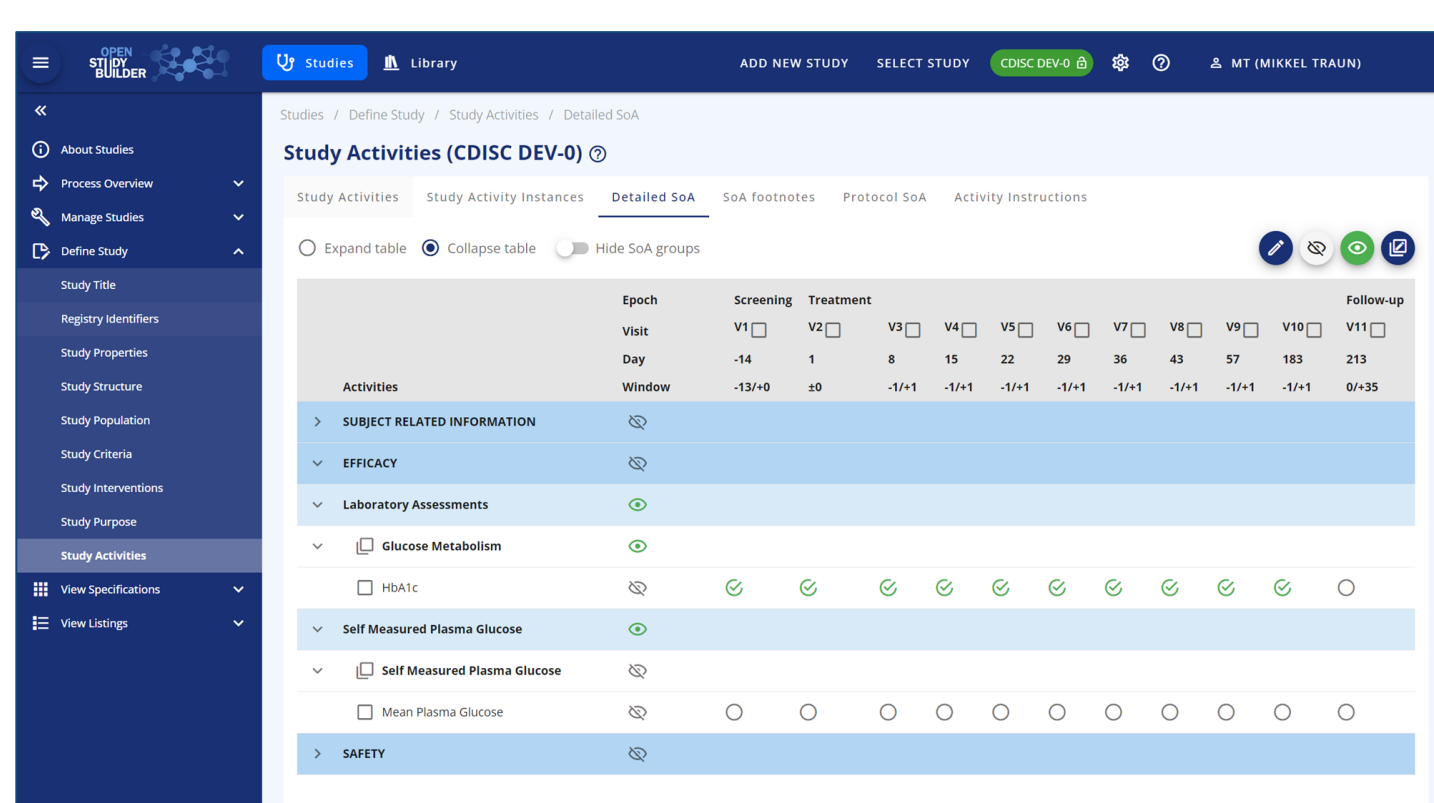 OPEN
STUDY
BUILDER
Studies Library ADD NEW STUDY SELECT STUDY CDISC DEV-0 MT (MIKKEL TRAUN)
About Studies
Process Overview
Manage Studies
Define Study
Study Title
Registry Identifiers
Study Properties
Study Structure
Study Population
Study Criteria
Study Interventions
Study Purpose
Study Activities
View Specifications
View Listings
Studies / Define Study / Study Activities / Detailed SoA
Study Activities (CDISC DEV-0)
Study Activities Study Activity Instances Detailed SoA SoA footnotes Protocol SoA Activity Instructions
Expand table Collapse table Hide SoA groups
Epoch Screening Treatment Follow-up
Visit V1 V2 V3 V4 V5 V6 V7 V8 V9 V10 V11
Day -14 1 8 15 22 29 36 43 57 183 213
Activities Window -13/+0 ±0 -1/+1 -1/+1 -1/+1 -1/+1 -1/+1 -1/+1 -1/+1 -1/+1 0/+35
SUBJECT RELATED INFORMATION
EFFICACY
Laboratory Assessments
Glucose Metabolism
HbA1c
Self Measured Plasma Glucose
Self Measured Plasma Glucose
Mean Plasma Glucose
SAFETY